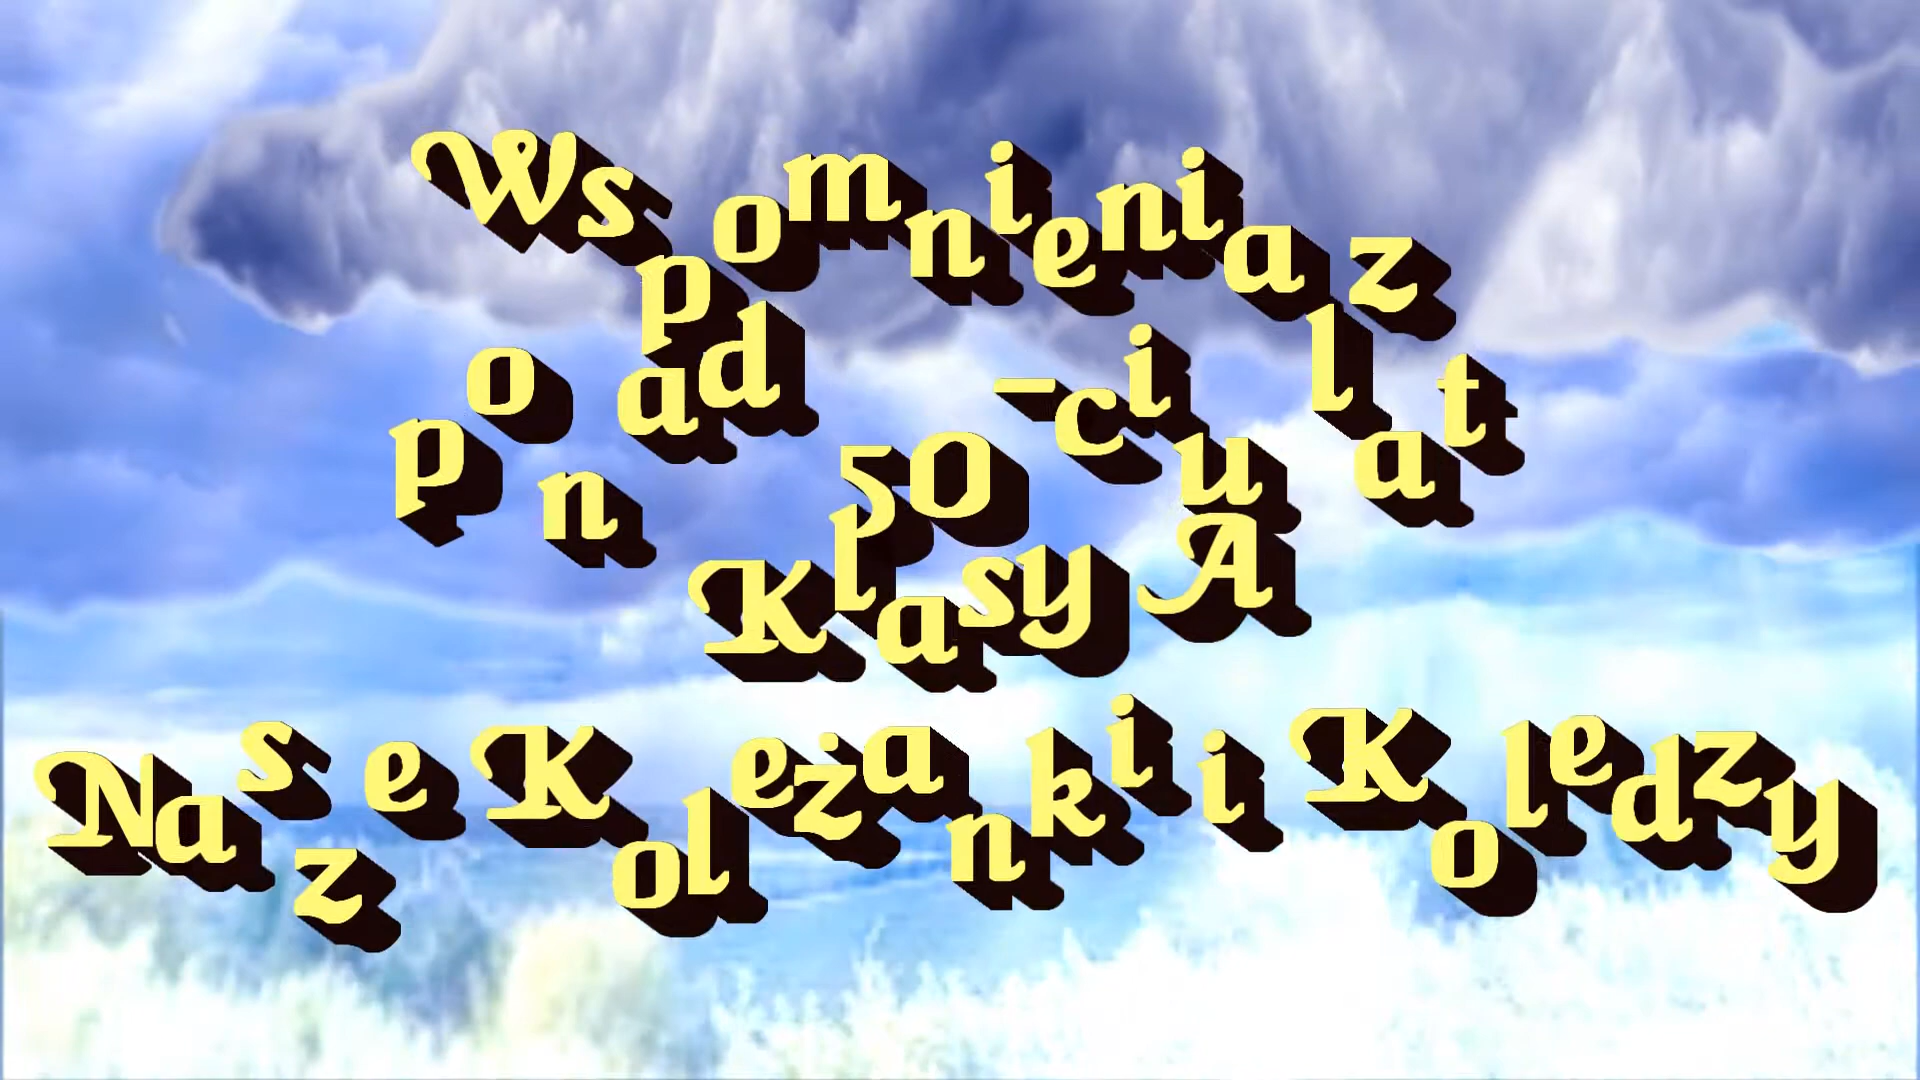 Wspomnienia z
ponad 50-ciu lat
Klasy A
Nasze Koleżanki i Koledzy